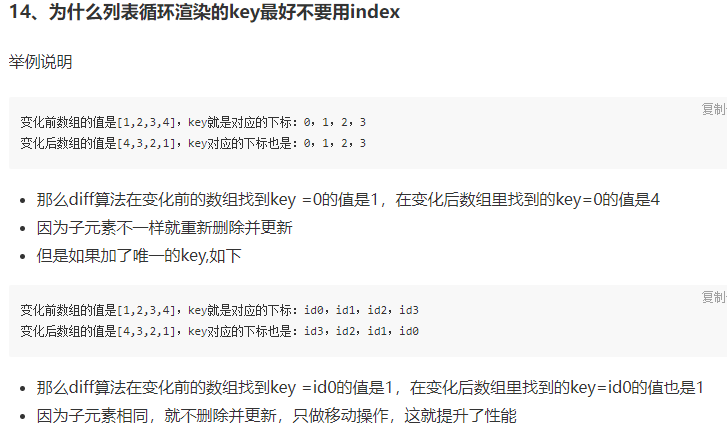 14、为什么列表循环渲染的key最好不要用index
举例说明
复制
变化前数组的值是[1,2,3,4]，key就是对应的下标：0，1，2，3
变化后数组的值是[4,3,2,1]，key对应的下标也是：0，1，2，3
那么diff算法在变化前的数组找到key =0的值是1，在变化后数组里找到的key=0的值是4
因为子元素不一样就重新删除并更新
但是如果加了唯一的key,如下
复制
变化前数组的值是[1,2,3,4]，key就是对应的下标：id0，id1，id2，id3
变化后数组的值是[4,3,2,1]，key对应的下标也是：id3，id2，id1，id0
那么diff算法在变化前的数组找到key =id0的值是1，在变化后数组里找到的key=id0的值也是1
因为子元素相同，就不删除并更新，只做移动操作，这就提升了性能